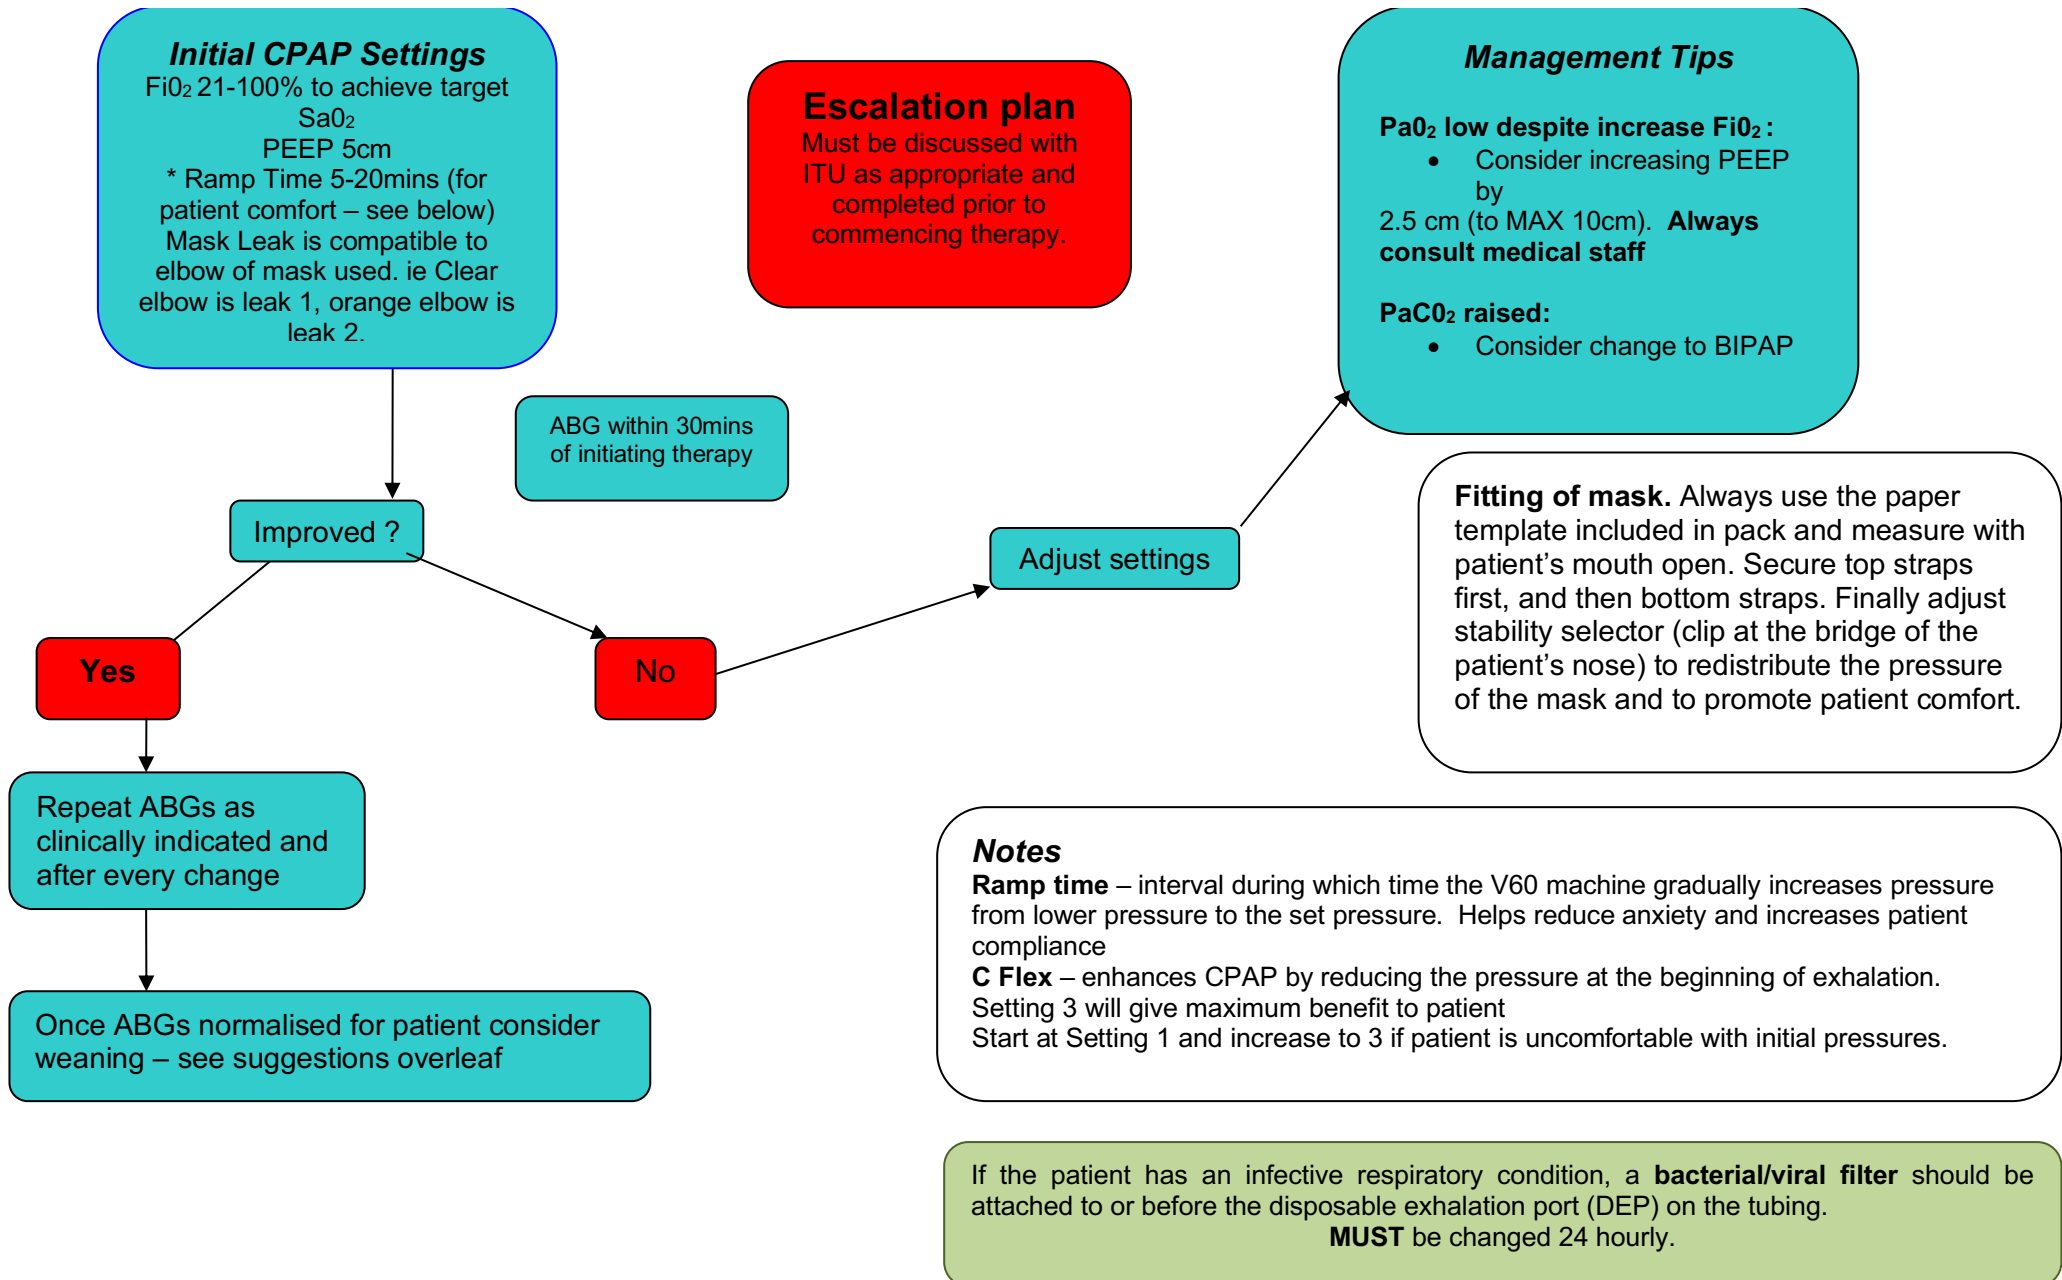 Initial CPAP Settings
Fi0₂ 21-100% to achieve target
Sa0₂
PEEP 5cm
* Ramp Time 5-20mins (for
patient comfort – see below)
Mask Leak is compatible to
elbow of mask used. ie Clear
elbow is leak 1, orange elbow is
leak 2.
Escalation plan
Must be discussed with
ITU as appropriate and
completed prior to
commencing therapy.
Management Tips
Pa0₂ low despite increase Fi0₂ :
• Consider increasing PEEP
by
2.5 cm (to MAX 10cm). Always
consult medical staff
PaC0₂ raised:
• Consider change to BIPAP
ABG within 30mins
of initiating therapy
Improved ?
Adjust settings
Fitting of mask. Always use the paper
template included in pack and measure with
patient’s mouth open. Secure top straps
first, and then bottom straps. Finally adjust
stability selector (clip at the bridge of the
patient’s nose) to redistribute the pressure
of the mask and to promote patient comfort.
Yes
No
Repeat ABGs as
clinically indicated and
after every change
Once ABGs normalised for patient consider
weaning – see suggestions overleaf
Notes
Ramp time – interval during which time the V60 machine gradually increases pressure
from lower pressure to the set pressure. Helps reduce anxiety and increases patient
compliance
C Flex – enhances CPAP by reducing the pressure at the beginning of exhalation.
Setting 3 will give maximum benefit to patient
Start at Setting 1 and increase to 3 if patient is uncomfortable with initial pressures.
If the patient has an infective respiratory condition, a bacterial/viral filter should be
attached to or before the disposable exhalation port (DEP) on the tubing.
MUST be changed 24 hourly.